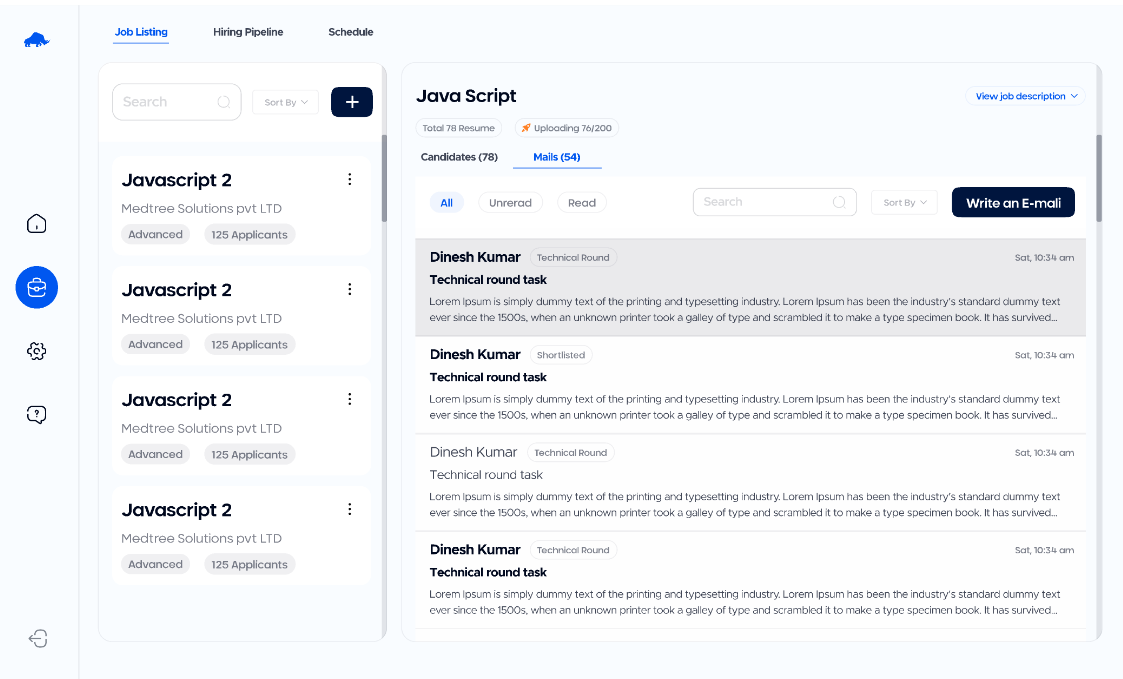 Job Listing
Hiring Pipeline
Schedule
Search
Sort By
+
Javascript 2
Medtree Solutions pvt LTD
Advanced
125 Applicants
Javascript 2
Medtree Solutions pvt LTD
Advanced
125 Applicants
Javascript 2
Medtree Solutions pvt LTD
Advanced
125 Applicants
Javascript 2
Medtree Solutions pvt LTD
Advanced
125 Applicants
Java Script
View job description
Total 78 Resume
Uploading 76/200
Candidates (78)
Mails (54)
All
Unrerad
Read
Search
Sort By
Write an E-mali
Dinesh Kumar Technical Round Sat, 10:34 am
Technical round task
Lorem Ipsum is simply dummy text of the printing and typesetting industry. Lorem Ipsum has been the industry's standard dummy text
ever since the 1500s, when an unknown printer took a galley of type and scrambled it to make a type specimen book. It has survived...
Dinesh Kumar Shortlisted Sat, 10:34 am
Technical round task
Lorem Ipsum is simply dummy text of the printing and typesetting industry. Lorem Ipsum has been the industry's standard dummy text
ever since the 1500s, when an unknown printer took a galley of type and scrambled it to make a type specimen book. It has survived...
Dinesh Kumar Technical Round Sat, 10:34 am
Technical round task
Lorem Ipsum is simply dummy text of the printing and typesetting industry. Lorem Ipsum has been the industry's standard dummy text
ever since the 1500s, when an unknown printer took a galley of type and scrambled it to make a type specimen book. It has survived...
Dinesh Kumar Technical Round Sat, 10:34 am
Technical round task
Lorem Ipsum is simply dummy text of the printing and typesetting industry. Lorem Ipsum has been the industry's standard dummy text
ever since the 1500s, when an unknown printer took a galley of type and scrambled it to make a type specimen book. It has survived...